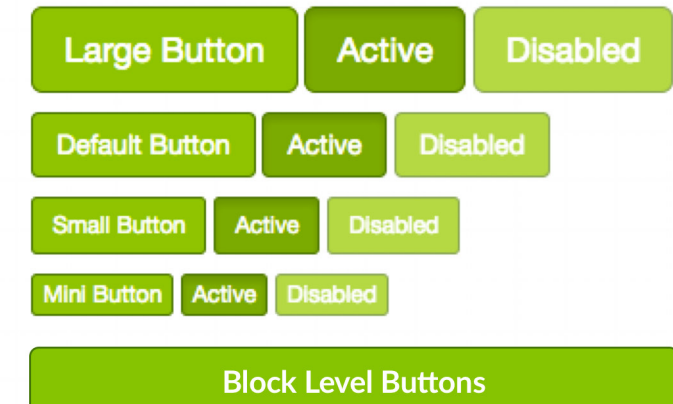 Large Button Active Disabled
Default Button Active Disabled
Small Button Active Disabled
Mini Button Active Disabled
Block Level Buttons